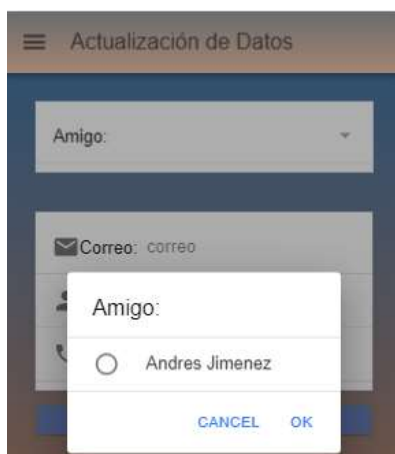 Actualización de Datos
Amigo:
Correo: correo
Amigo:
Andres Jimenez
CANCEL OK